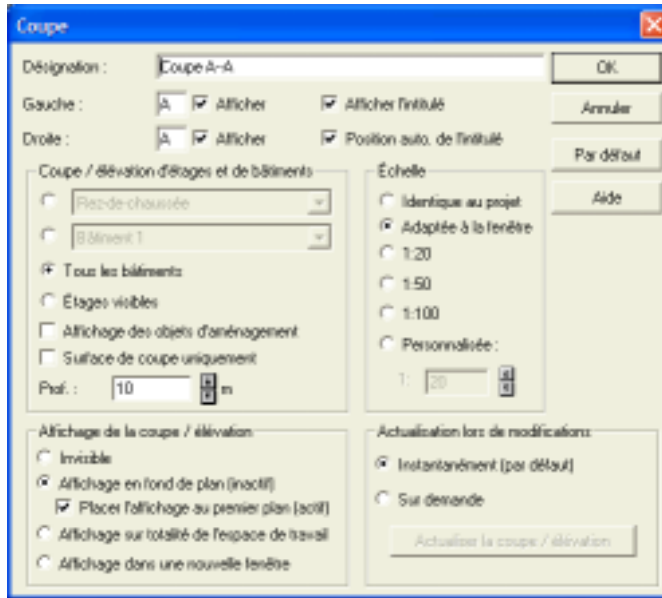 Coupe
Désignation : Coupe A-A OK
Gauche : A Afficher Afficher l'intitulé Annuler
Droite : A Afficher Position auto. de l'intitulé Par défaut
Coupe / élévation d'étages et de bâtiments Échelle Aide
Rez-de-chaussée Identique au projet
Bâtiment 1 Adaptée à la fenêtre
Tous les bâtiments 1:20
Étages visibles 1:50
Affichage des objets d'aménagement 1:100
Surface de coupe uniquement Personnalisée :
Prof. : 10 m 1: 20
Affichage de la coupe / élévation Actualisation lors de modifications
Invisible Instantanément (par défaut)
Affichage en fond de plan (inactif)
Placer l'affichage au premier plan (actif) Sur demande
Affichage sur totalité de l'espace de travail Actualiser la coupe / élévation
Affichage dans une nouvelle fenêtre